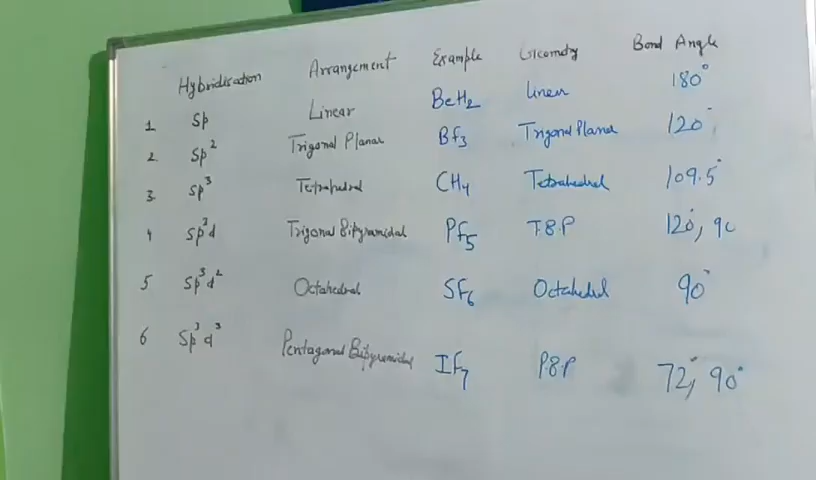 Hybridisation Arrangement Example Geometry Bond Angle
1 Sp Linear BeH₂ Linear 180°
2. Sp² Trigonal Planar Bf₃ Trigonal Planar 120°
3. Sp³ Tetrahedral CH₄ Tetrahedral 109.5°
4 Sp³d Trigonal Bipyramidal Pf₅ T.B.P 120°, 90
5 Sp³d² Octahedral Sf₆ Octahedral 90°
6 Sp³d³ Pentagonal Bipyramidal If₇ P.B.P 72°, 90°